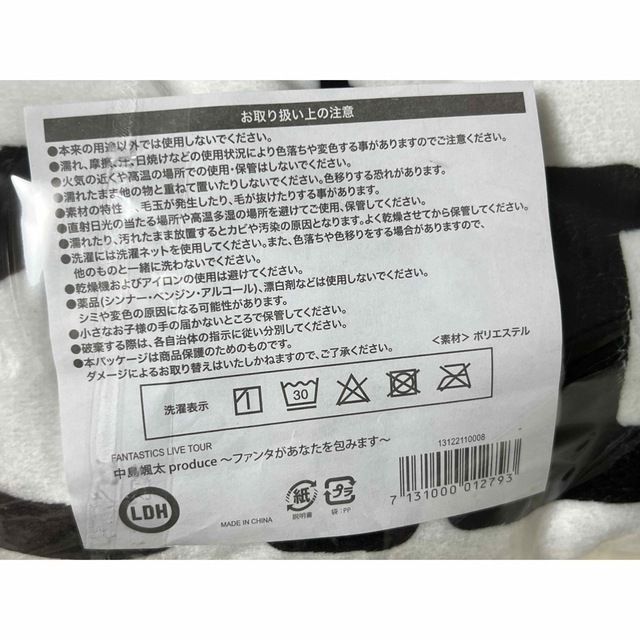 お取り扱い上の注意
●本来の用途以外では使用しないでください。
●濡れ、摩擦、汗、日焼けなどの使用状況により色落ちや変色する事がありますのでご注意ください。
●火気の近くや高温の場所での使用・保管はしないでください。
●濡れたまま他の物と重ねて置いたりしないでください。色移りする恐れがあります。
●素材の特性、毛玉が発生したり、毛が抜けたりする事があります。
●直射日光の当たる場所や高温多湿の場所を避けてご使用、保管してください。
●濡れたり、汚れたまま放置するとカビや汚染の原因となります。よく乾燥させてから保管してください。
●洗濯には洗濯ネットを使用してください。また、色落ちや色移りをする場合がありますので、
他のものと一緒に洗わないでください。
●乾燥機およびアイロンの使用は避けてください。
●薬品(シンナー・ベンジン・アルコール)、漂白剤などは使用しないでください。
シミや変色の原因になる可能性があります。
●小さなお子様の手の届かないところで保管してください。
●破棄する際は、各自治体の指示に従い分別してください。
●本パッケージは商品保護のためのものです。
ダメージによるお取り替えはいたしかねますので、ご了承ください。
<素材> ポリエステル
洗濯表示
30
FANTASTICS LIVE TOUR
中島颯太 produce 〜ファンタがあなたを包みます〜
LDH
MADE IN CHINA
紙
説明書
プラ
袋:PP
13122110008
7 131000 012793